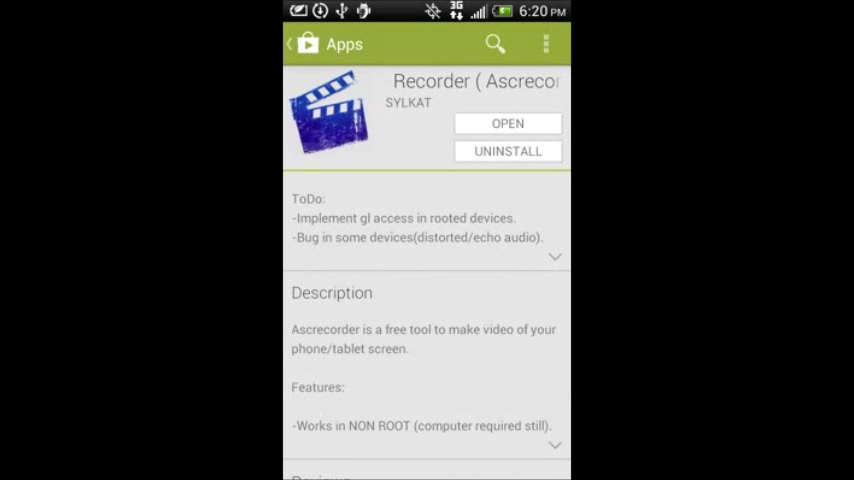 3G
6:20 PM
Apps
Recorder ( Ascrecor
SYLKAT
OPEN
UNINSTALL
ToDo:
-Implement gl access in rooted devices.
-Bug in some devices(distorted/echo audio).
Description
Ascrecorder is a free tool to make video of your
phone/tablet screen.
Features:
-Works in NON ROOT (computer required still).